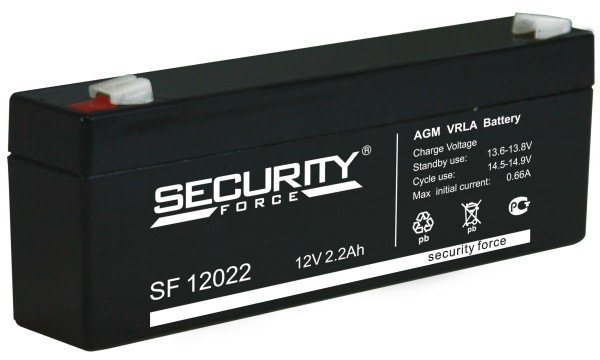 SECURITY®
FORCE
12V 2.2Ah
SF 12022
AGM VRLA Battery
Charge Voltage
Standby use: 13.6-13.8V
Cycle use: 14.5-14.9V
Max initial current: 0.66A
pb pb
security force